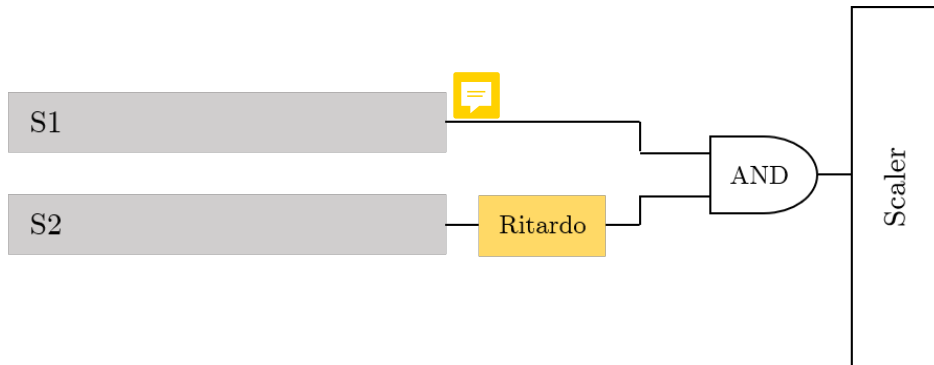 S1
AND
Scaler
S2
Ritardo